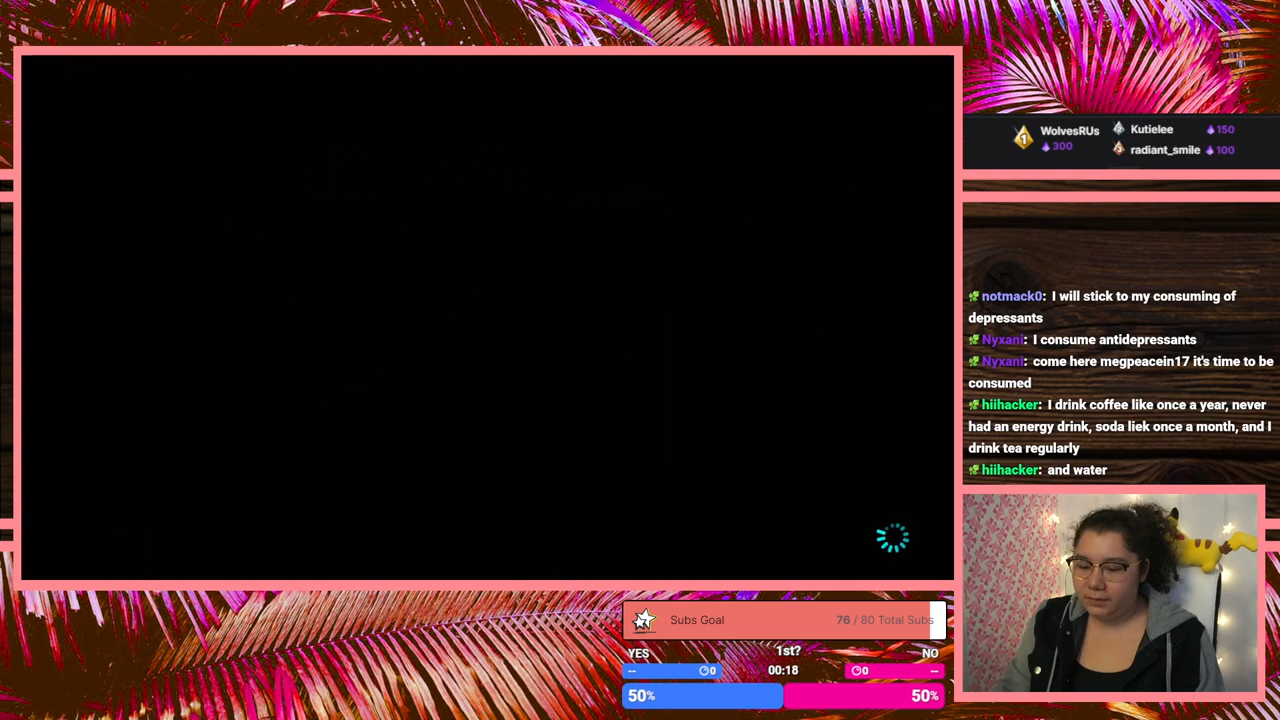 1 WolvesRUs 300
2 Kutielee 150
3 radiant_smile 100
notmack0: I will stick to my consuming of
depressants
Nyxani: I consume antidepressants
Nyxani: come here megpeacein17 it's time to be
consumed
hiihacker: I drink coffee like once a year, never
had an energy drink, soda liek once a month, and I
drink tea regularly
hiihacker: and water
Subs Goal 76 / 80 Total Subs
YES 1st? NO
-- 0 00:18 0 --
50% 50%